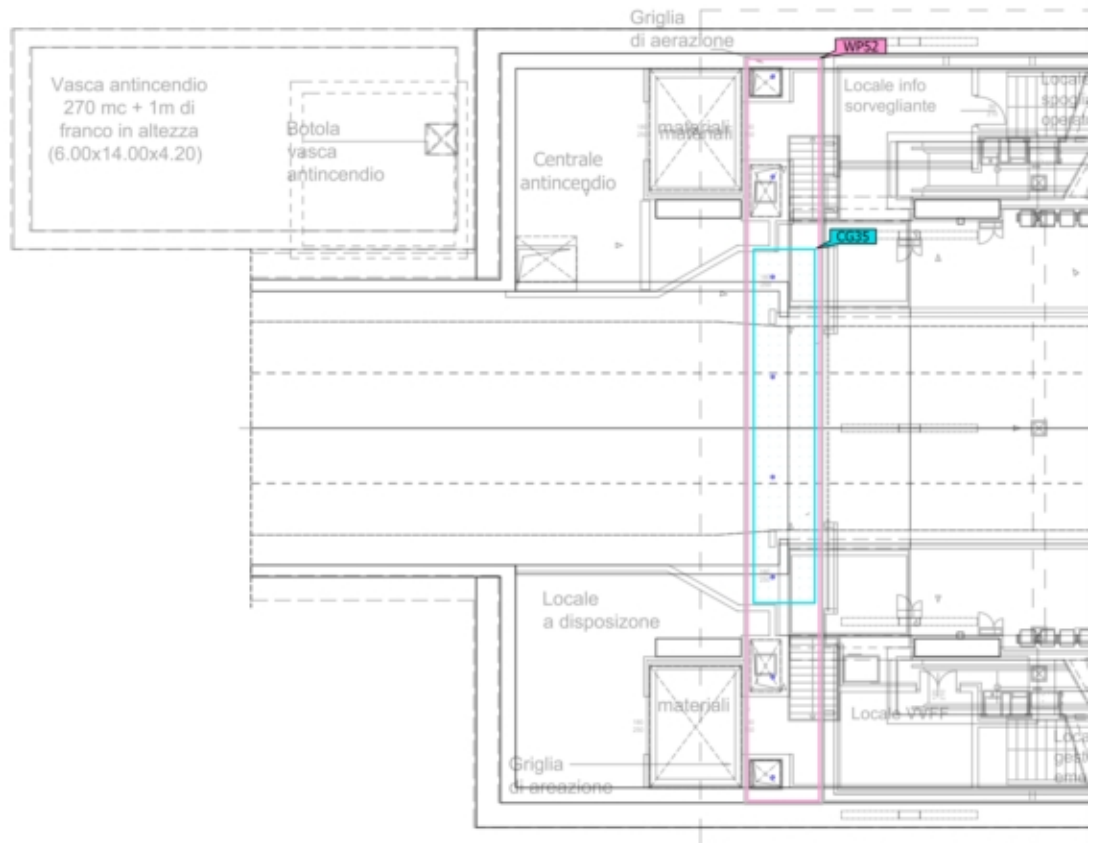 Griglia
di aerazione
WP52
Vasca antincendio
270 mc + 1m di
franco in altezza
(6.00x14.00x4.20)
Botola
vasca
antincendio
Centrale
antincendio
materiali
materiali
Locale info
sorvegliante
CG35
Locale
a disposizone
materiali
Griglia
di areazione
Locale VVFF